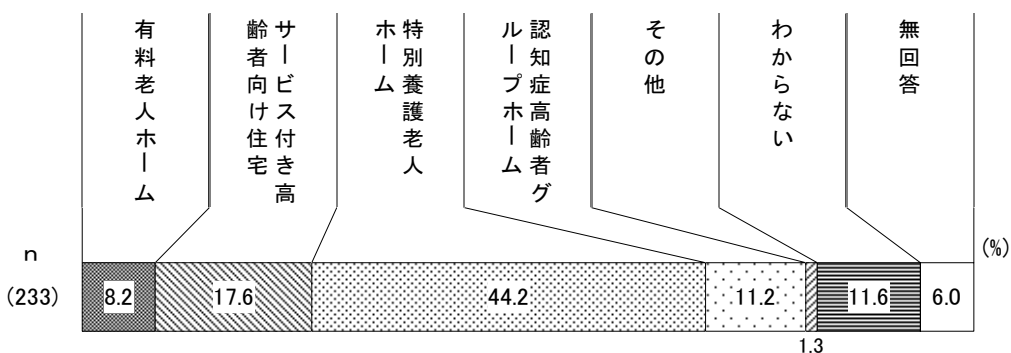 有料老人ホーム
サービス付き高
齢者向け住宅
特別養護老人
ホーム
認知症高齢者グ
ループホーム
その他
わからない
無回答
n
(%)
(233)
8.2
17.6
44.2
11.2
11.6
6.0
1.3